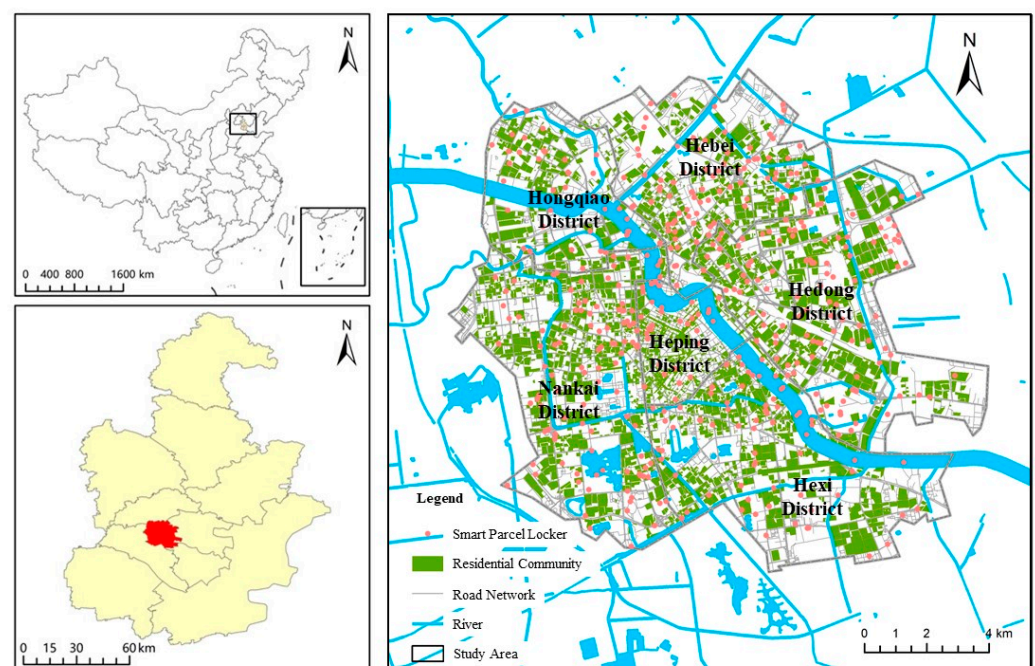 N
0 400 800 1600 km
N
0 15 30 60 km
N
Hebei
District
Hongqiao
District
Hedong
District
Heping
District
Nankai
District
Hexi
District
Legend
Smart Parcel Locker
Residential Community
Road Network
River
Study Area
0 1 2 4 km